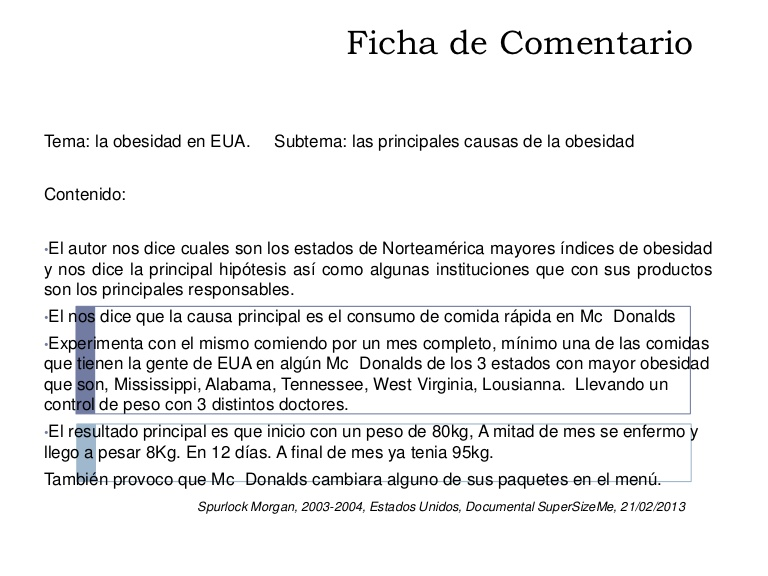 Ficha de Comentario
Tema: la obesidad en EUA. Subtema: las principales causas de la obesidad
Contenido:
•El autor nos dice cuales son los estados de Norteamérica mayores índices de obesidad
y nos dice la principal hipótesis así como algunas instituciones que con sus productos
son los principales responsables.
•El nos dice que la causa principal es el consumo de comida rápida en Mc Donalds
•Experimenta con el mismo comiendo por un mes completo, mínimo una de las comidas
que tienen la gente de EUA en algún Mc Donalds de los 3 estados con mayor obesidad
que son, Mississippi, Alabama, Tennessee, West Virginia, Lousianna. Llevando un
control de peso con 3 distintos doctores.
•El resultado principal es que inicio con un peso de 80kg, A mitad de mes se enfermo y
llego a pesar 8Kg. En 12 días. A final de mes ya tenia 95kg.
También provoco que Mc Donalds cambiara alguno de sus paquetes en el menú.
Spurlock Morgan, 2003-2004, Estados Unidos, Documental SuperSizeMe, 21/02/2013